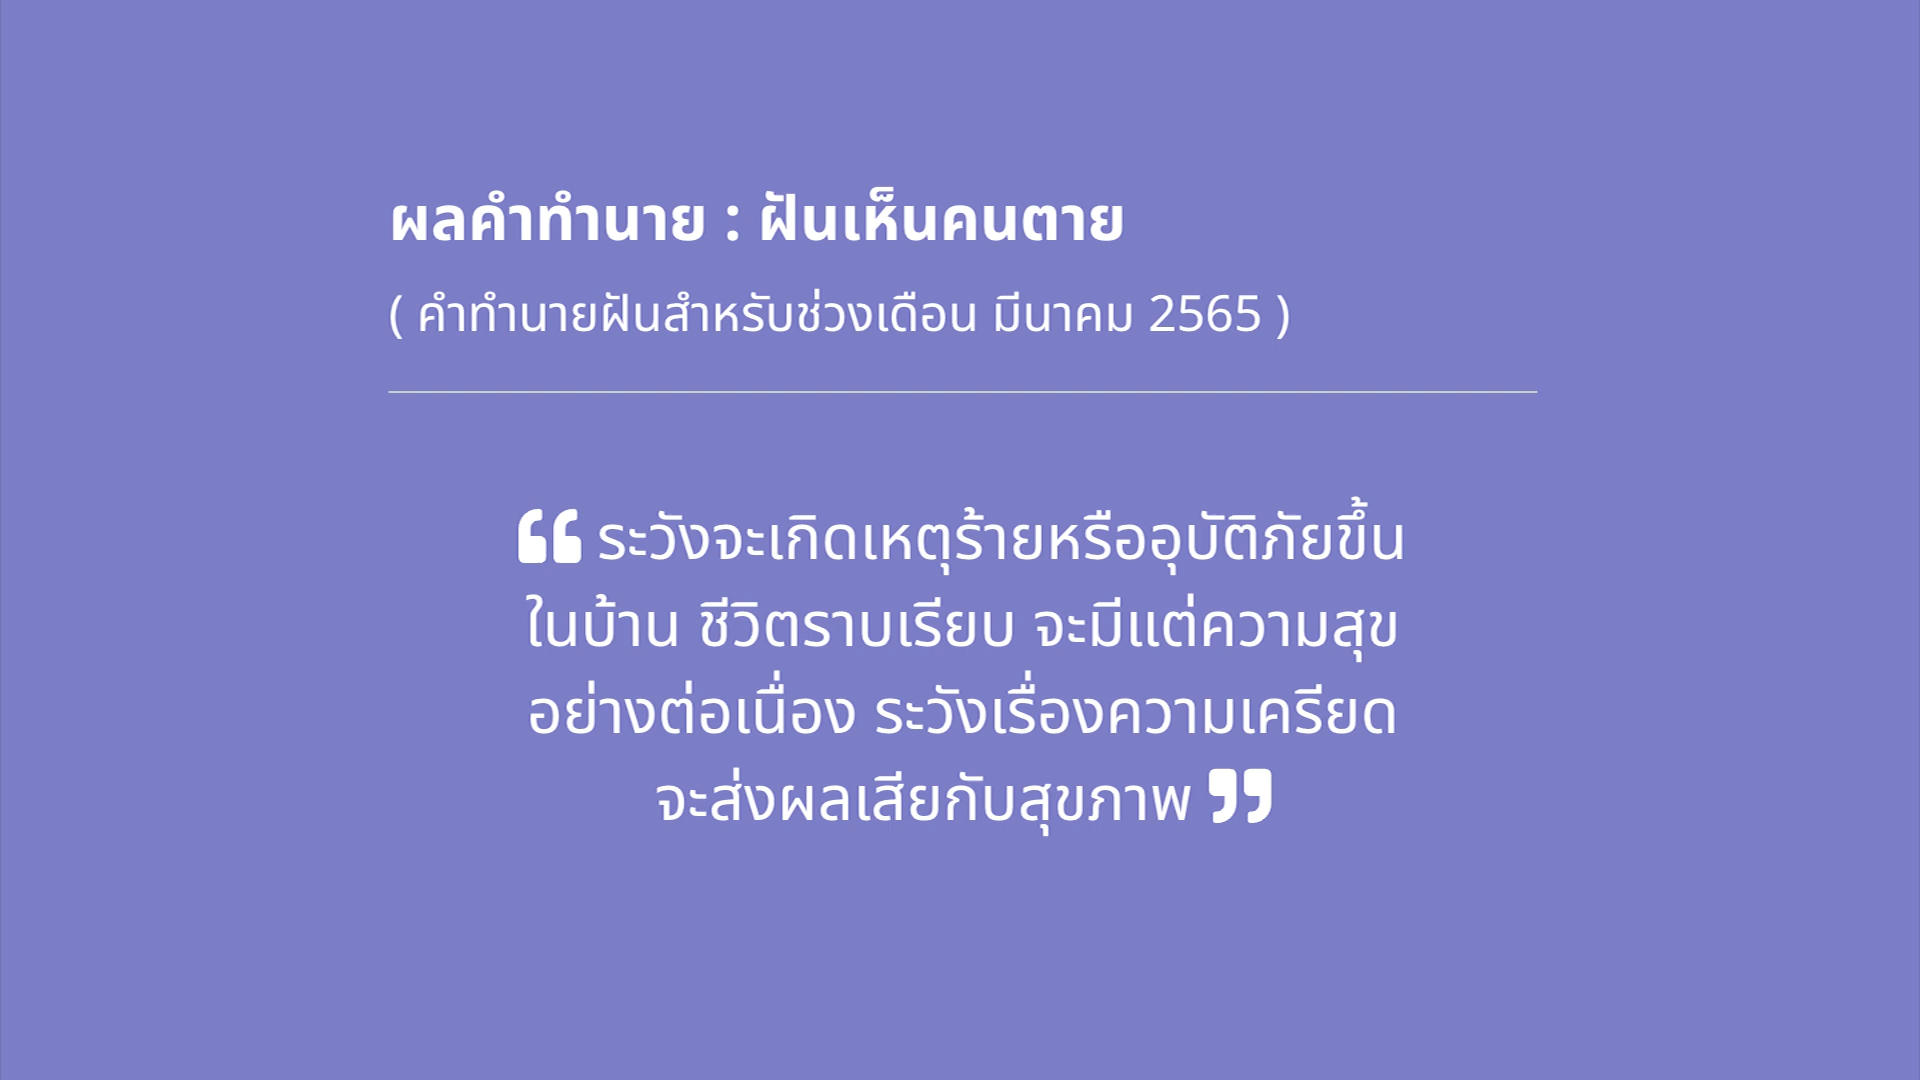 ผลคำทำนาย : ฝันเห็นคนตาย
( คำทำนายฝันสำหรับช่วงเดือน มีนาคม 2565 )
❝ ระวังจะเกิดเหตุร้ายหรืออุบัติภัยขึ้น
ในบ้าน ชีวิตราบเรียบ จะมีแต่ความสุข
อย่างต่อเนื่อง ระวังเรื่องความเครียด
จะส่งผลเสียกับสุขภาพ ❞